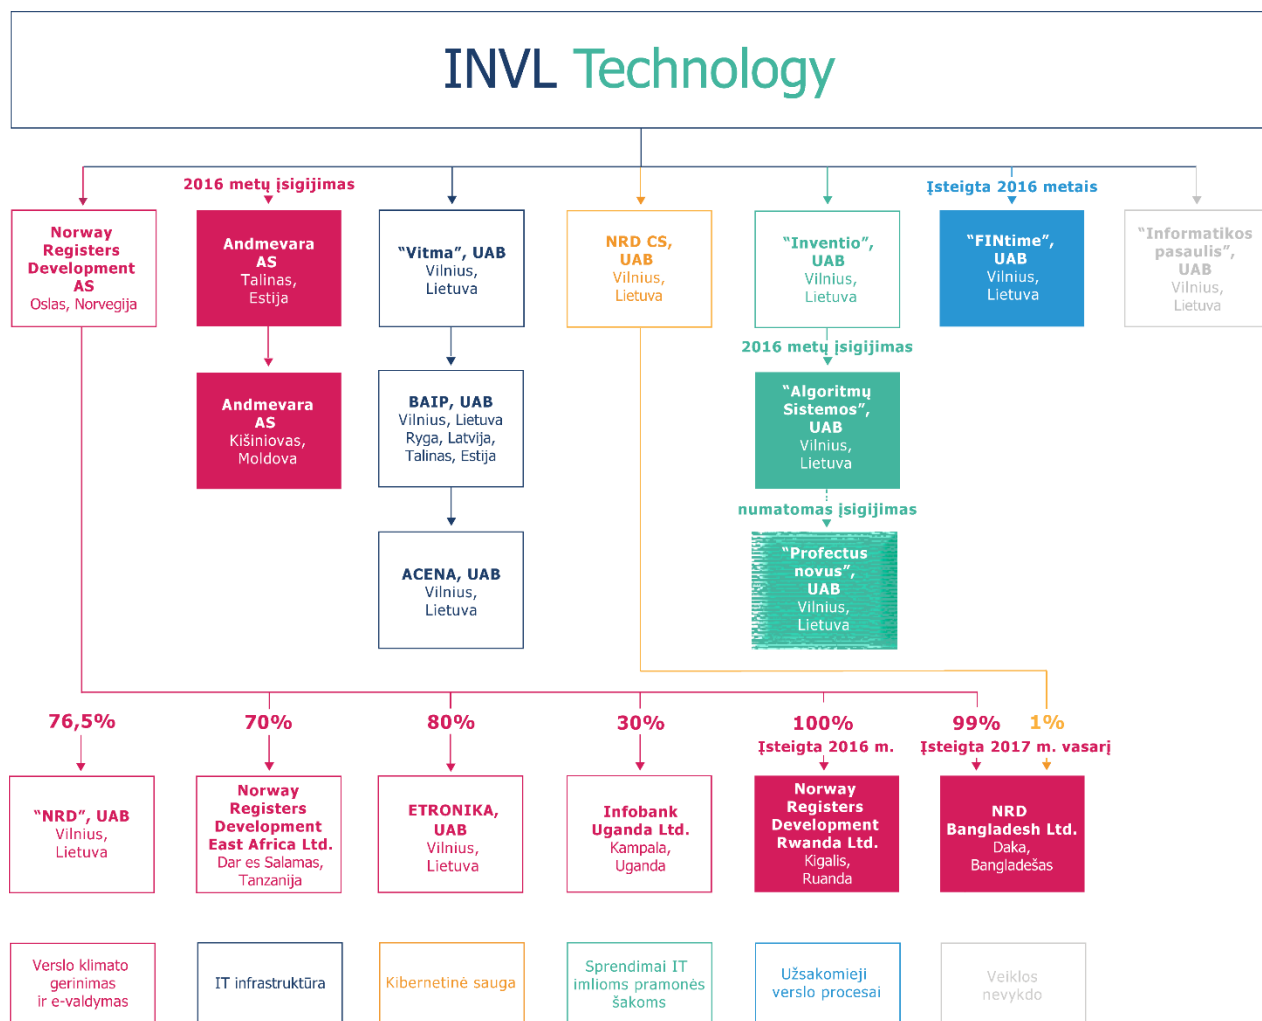 INVL Technology
2016 metų įsigijimas
Įsteigta 2016 metais
Norway
Registers
Development
AS
Oslas, Norvegija
Andmevara
AS
Talinas,
Estija
“Vitma”, UAB
Vilnius,
Lietuva
NRD CS,
UAB
Vilnius,
Lietuva
“Inventio”,
UAB
Vilnius,
Lietuva
“FINtime”,
UAB
Vilnius,
Lietuva
“Informatikos
pasaulis”,
UAB
Vilnius,
Lietuva
2016 metų įsigijimas
Andmevara
AS
Kišiniovas,
Moldova
BAIP, UAB
Vilnius, Lietuva
Ryga, Latvija,
Talinas, Estija
“Algoritmų
Sistemos”,
UAB
Vilnius,
Lietuva
numatomas įsigijimas
ACENA, UAB
Vilnius,
Lietuva
“Profectus
novus”,
UAB
Vilnius,
Lietuva
76,5%
70%
80%
30%
100%
99%
1%
Įsteigta 2016 m.
Įsteigta 2017 m. vasarį
“NRD”, UAB
Vilnius,
Lietuva
Norway
Registers
Development
East Africa Ltd.
Dar es Salamas,
Tanzanija
ETRONIKA,
UAB
Vilnius,
Lietuva
Infobank
Uganda Ltd.
Kampala,
Uganda
Norway
Registers
Development
Rwanda Ltd.
Kigalis,
Ruanda
NRD
Bangladesh Ltd.
Daka,
Bangladešas
Verslo klimato
gerinimas
ir e-valdymas
IT infrastruktūra
Kibernetinė sauga
Sprendimai IT
imlioms pramonės
šakoms
Užsakomieji
verslo procesai
Veiklos
nevykdo